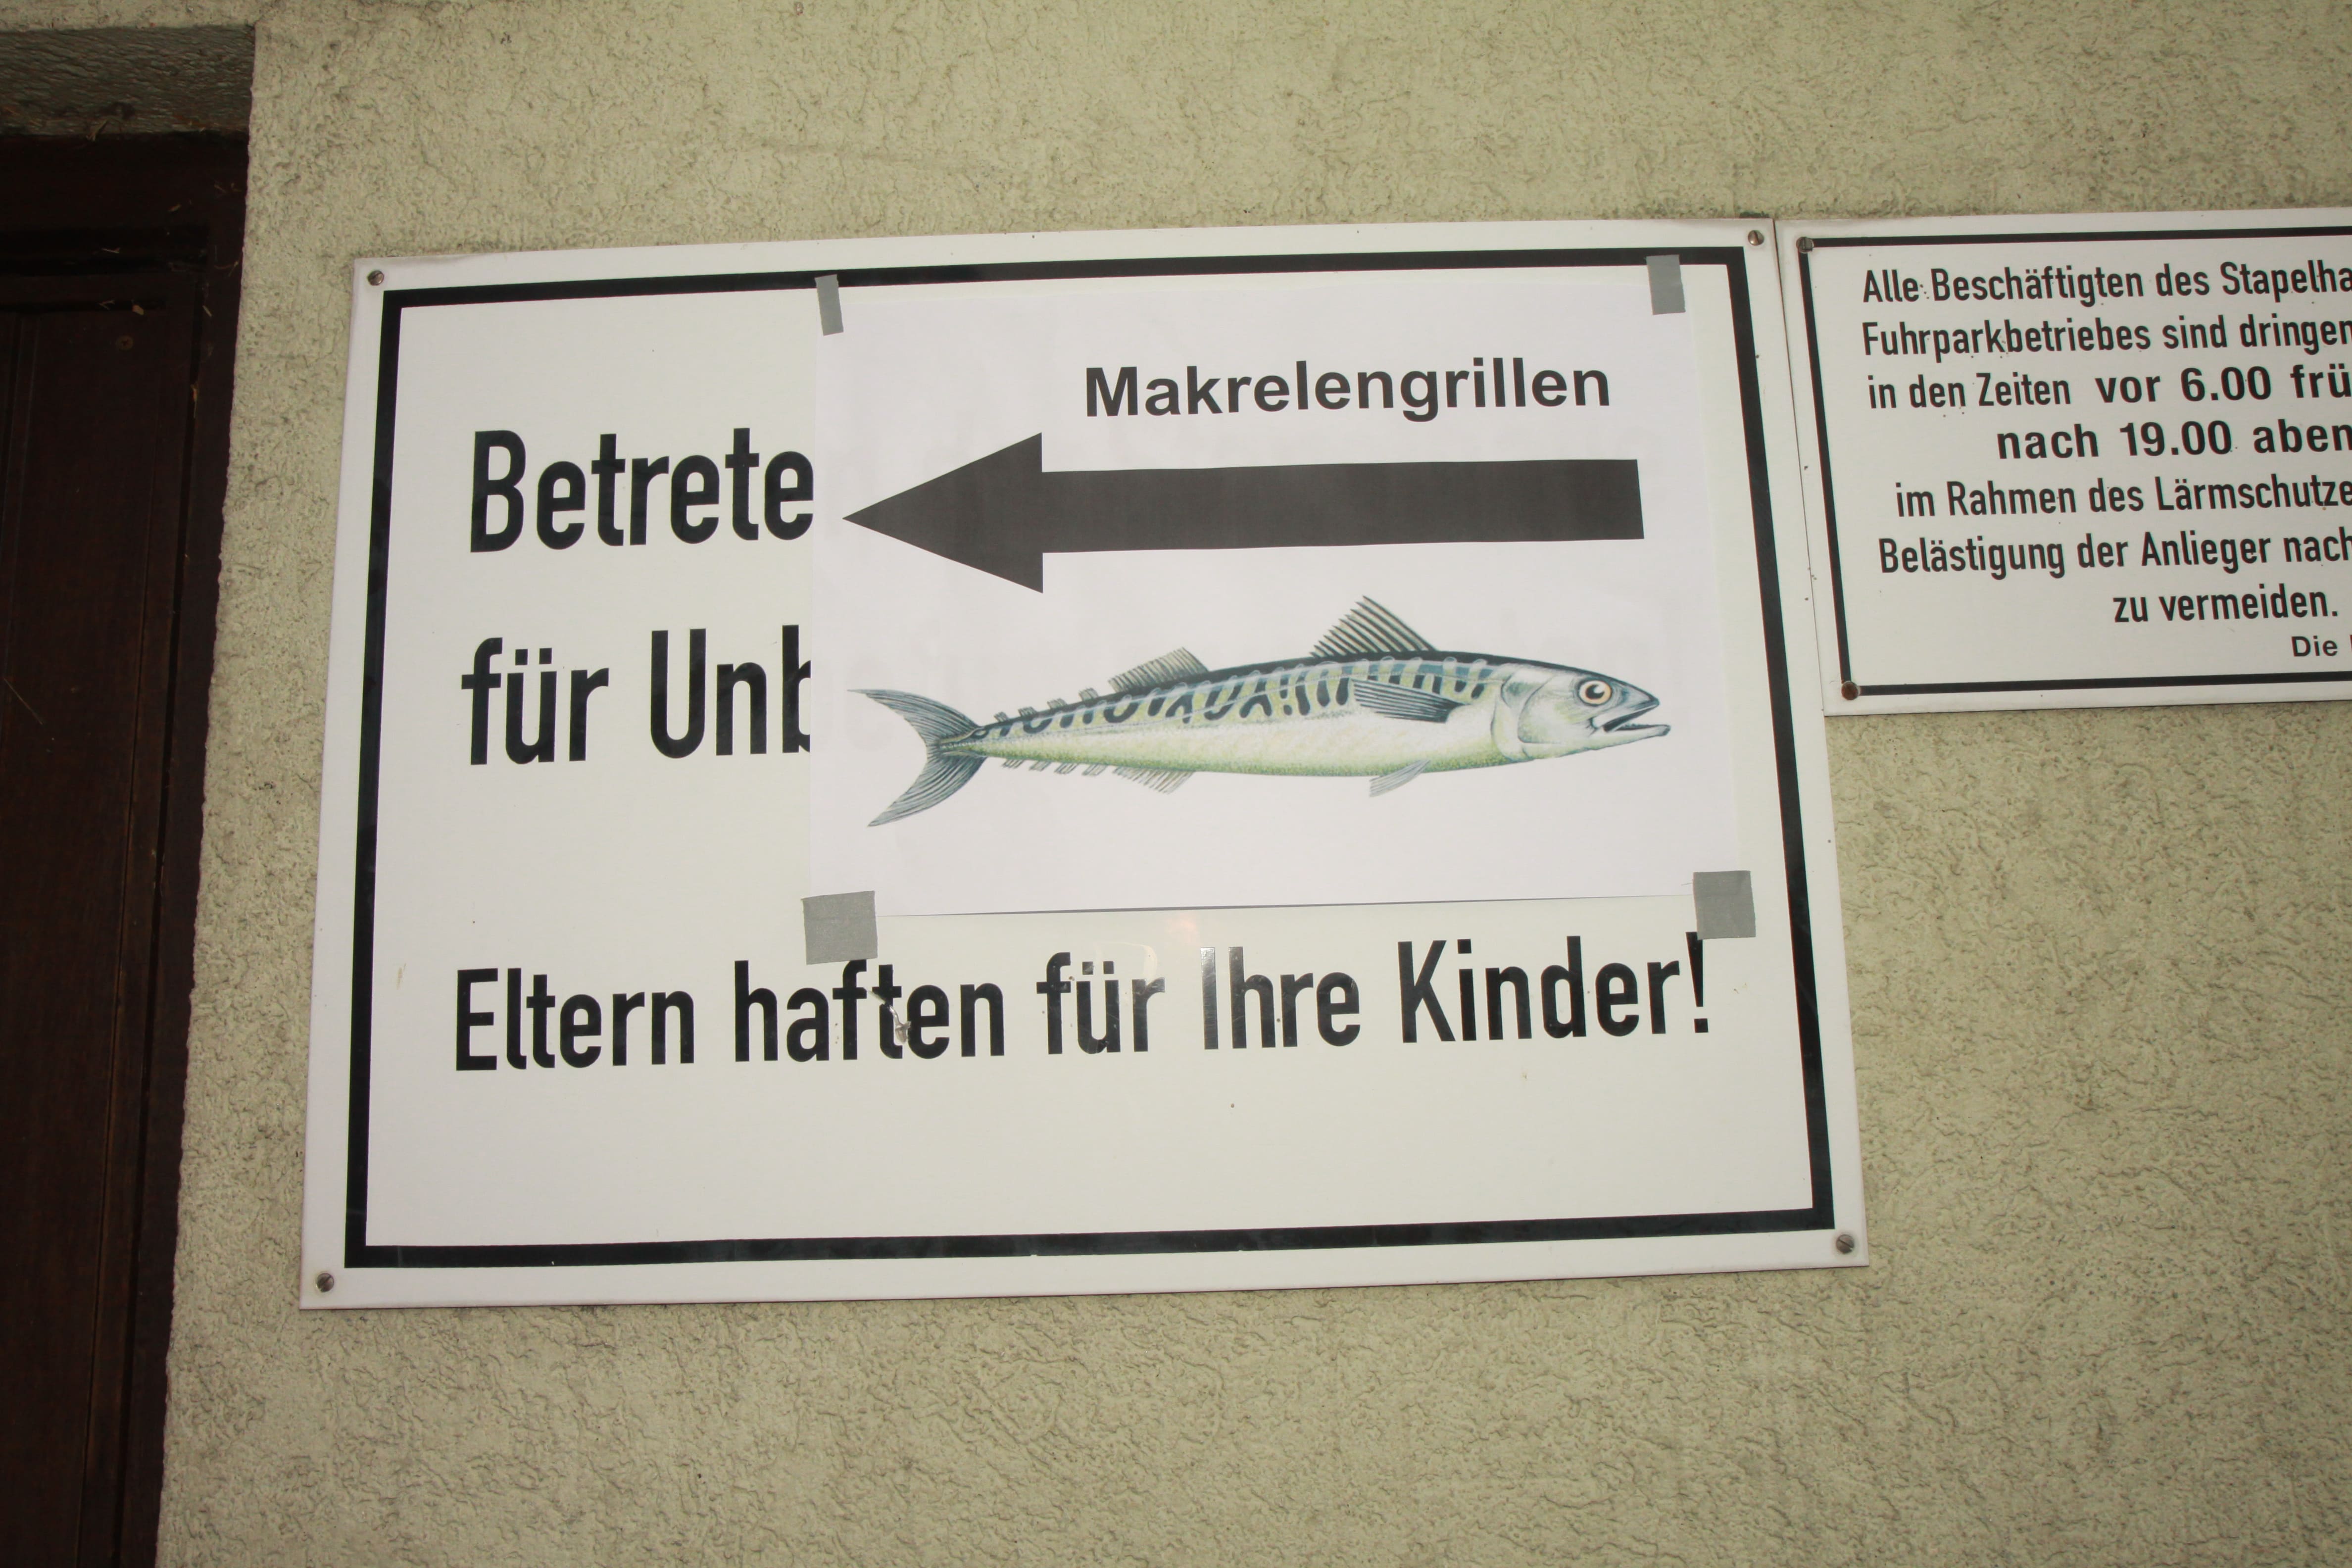 Makrelengrillen
Betrete
für Unb
Eltern haften für Ihre Kinder!
Alle Beschäftigten des Stapelha
Fuhrparkbetriebes sind dringen
in den Zeiten vor 6.00 frü
nach 19.00 aben
im Rahmen des Lärmschutze
Belästigung der Anlieger nach
zu vermeiden.
Die